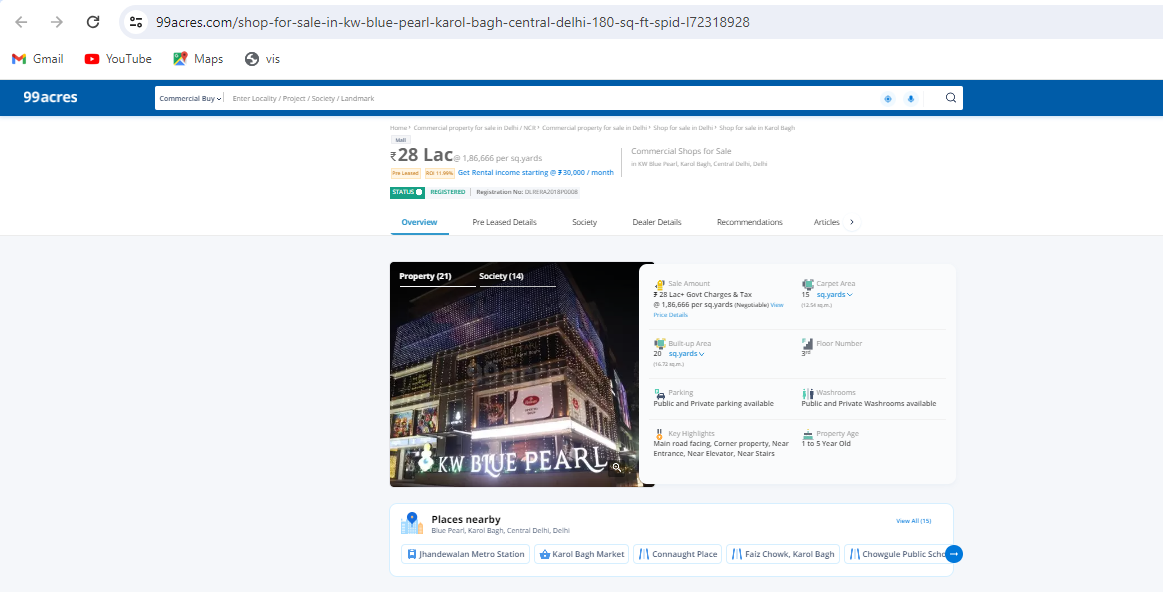 99acres.com/shop-for-sale-in-kw-blue-pearl-karol-bagh-central-delhi-180-sq-ft-spid-I72318928
Gmail YouTube Maps vis
99acres Commercial Buy Enter Locality / Project / Society / Landmark
Home › Commercial property for sale in Delhi / NCR › Commercial property for sale in Delhi › Shop for sale in Delhi › Shop for sale in Karol Bagh
Mall
₹28 Lac @ 1,86,666 per sq.yards
Commercial Shops for Sale
in KW Blue Pearl, Karol Bagh, Central Delhi, Delhi
Pre Leased ROI 11.99% Get Rental income starting @ ₹30,000 / month
STATUS REGISTERED Registration No: DLRERA2018P0008
Overview Pre Leased Details Society Dealer Details Recommendations Articles
Property (21) Society (14)
KW BLUE PEARL
Sale Amount
₹ 28 Lac+ Govt Charges & Tax
@ 1,86,666 per sq.yards (Negotiable) View
Price Details
Carpet Area
15 sq.yards
(12.54 sq.m.)
Built-up Area
20 sq.yards
(16.72 sq.m.)
Floor Number
3rd
Parking
Public and Private parking available
Washrooms
Public and Private Washrooms available
Key Highlights
Main road facing, Corner property, Near
Entrance, Near Elevator, Near Stairs
Property Age
1 to 5 Year Old
Places nearby
Blue Pearl, Karol Bagh, Central Delhi, Delhi
View All (15)
Jhandewalan Metro Station Karol Bagh Market Connaught Place Faiz Chowk, Karol Bagh Chowgule Public Scho